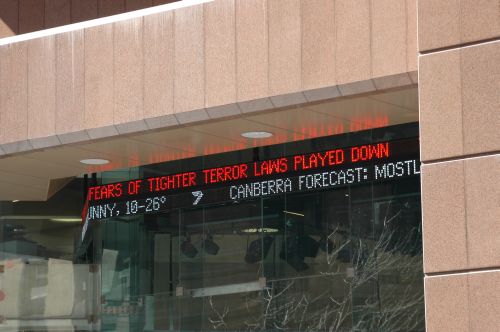 FEARS OF TIGHTER TERROR LAWS PLAYED DOWN
UNNY, 10-26° CANBERRA FORECAST: MOSTL